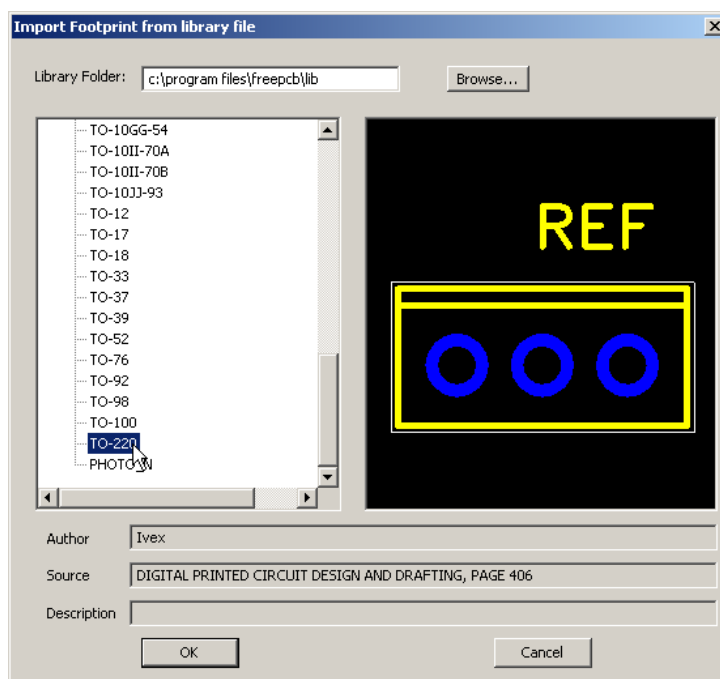 Import Footprint from library file
Library Folder: c:\program files\freepcb\lib Browse...
TO-10GG-54
TO-10II-70A
TO-10II-70B
TO-10JJ-93
TO-12
TO-17
TO-18
TO-33
TO-37
TO-39
TO-52
TO-76
TO-92
TO-98
TO-100
TO-220
REF
Author Ivex
Source DIGITAL PRINTED CIRCUIT DESIGN AND DRAFTING, PAGE 406
Description
OK Cancel